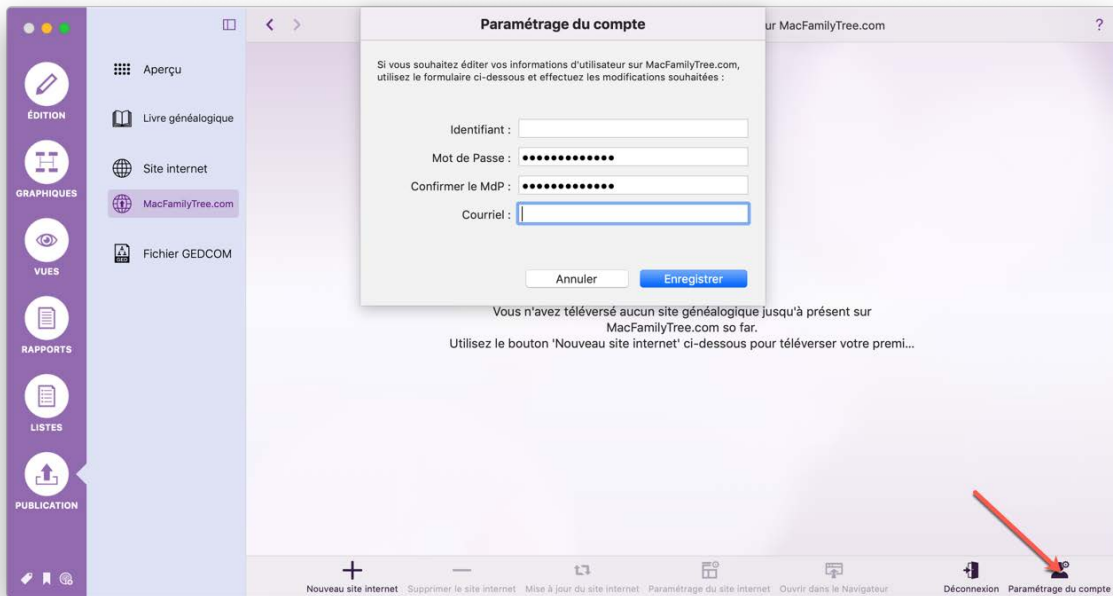 Paramétrage du compte
ur MacFamilyTree.com
?
Si vous souhaitez éditer vos informations d'utilisateur sur MacFamilyTree.com,
utilisez le formulaire ci-dessous et effectuez les modifications souhaitées :
Identifiant :
Mot de Passe : •••••••••••••
Confirmer le MdP : •••••••••••••
Courriel :
Annuler
Enregistrer
ÉDITION
GRAPHIQUES
VUES
RAPPORTS
LISTES
PUBLICATION
Aperçu
Livre généalogique
Site internet
MacFamilyTree.com
GED
Fichier GEDCOM
Vous n'avez téléversé aucun site généalogique jusqu'à présent sur
MacFamilyTree.com so far.
Utilisez le bouton 'Nouveau site internet' ci-dessous pour téléverser votre premi...
Nouveau site internet
Supprimer le site internet
Mise à jour du site internet
Paramétrage du site internet
Ouvrir dans le Navigateur
Déconnexion
Paramétrage du compte